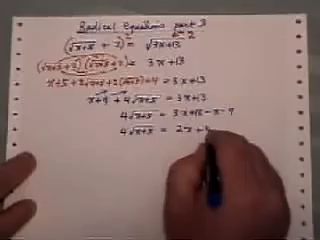 Radical Equations part 3
(√(x+5) + 2)² = √(3x+13)²
(√(x+5) + 2)(√(x+5) + 2) = 3x+13
x+5+2√(x+5)+2√(x+5)+4 = 3x+13
x+9+4√(x+5) = 3x+13
4√(x+5) = 3x+13-x-9
4√(x+5) = 2x+